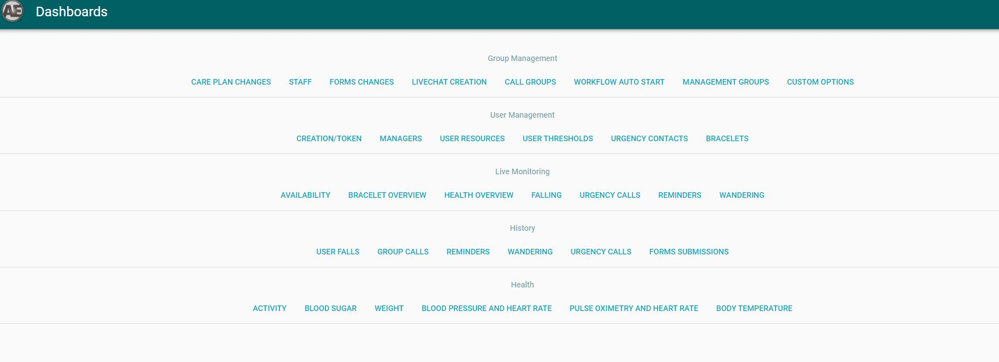 AE Dashboards
Group Management
CARE PLAN CHANGES STAFF FORMS CHANGES LIVECHAT CREATION CALL GROUPS WORKFLOW AUTO START MANAGEMENT GROUPS CUSTOM OPTIONS
User Management
CREATION/TOKEN MANAGERS USER RESOURCES USER THRESHOLDS URGENCY CONTACTS BRACELETS
Live Monitoring
AVAILABILITY BRACELET OVERVIEW HEALTH OVERVIEW FALLING URGENCY CALLS REMINDERS WANDERING
History
USER FALLS GROUP CALLS REMINDERS WANDERING URGENCY CALLS FORMS SUBMISSIONS
Health
ACTIVITY BLOOD SUGAR WEIGHT BLOOD PRESSURE AND HEART RATE PULSE OXIMETRY AND HEART RATE BODY TEMPERATURE